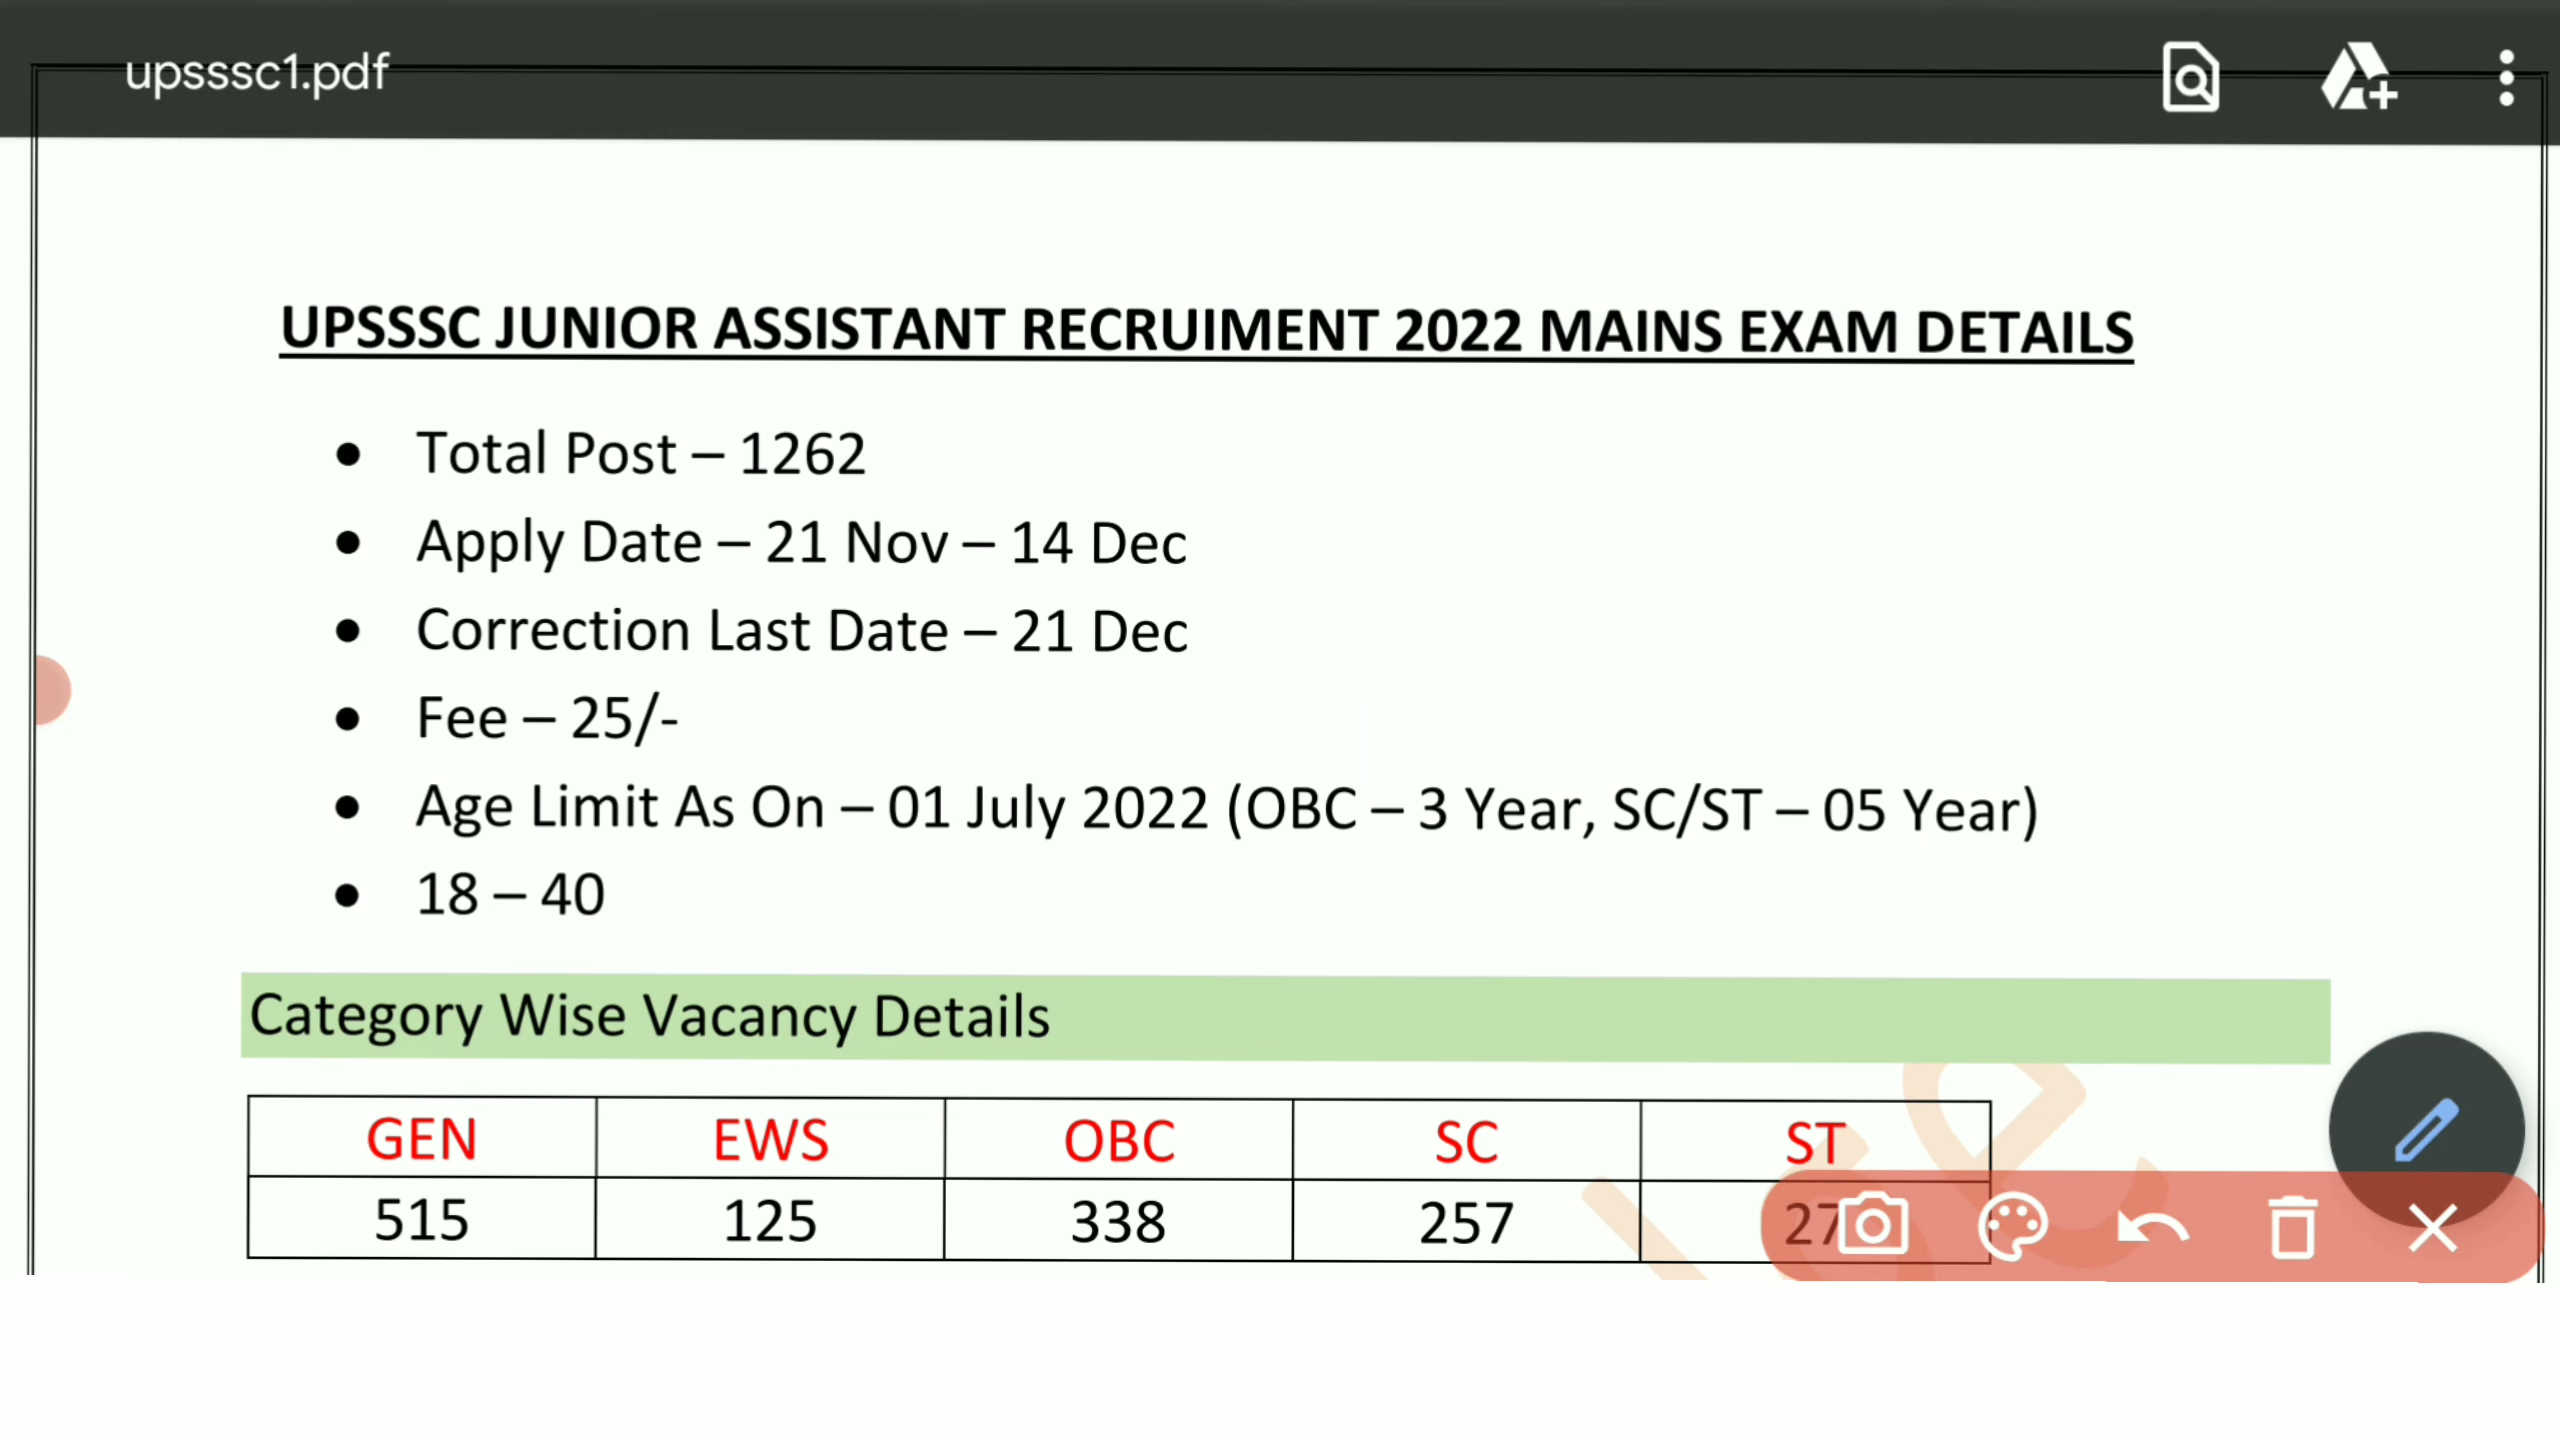 upsssc1.pdf
UPSSSC JUNIOR ASSISTANT RECRUIMENT 2022 MAINS EXAM DETAILS
• Total Post – 1262
• Apply Date – 21 Nov – 14 Dec
• Correction Last Date – 21 Dec
• Fee – 25/-
• Age Limit As On – 01 July 2022 (OBC – 3 Year, SC/ST – 05 Year)
• 18 – 40
Category Wise Vacancy Details
GEN EWS OBC SC ST
515 125 338 257 27